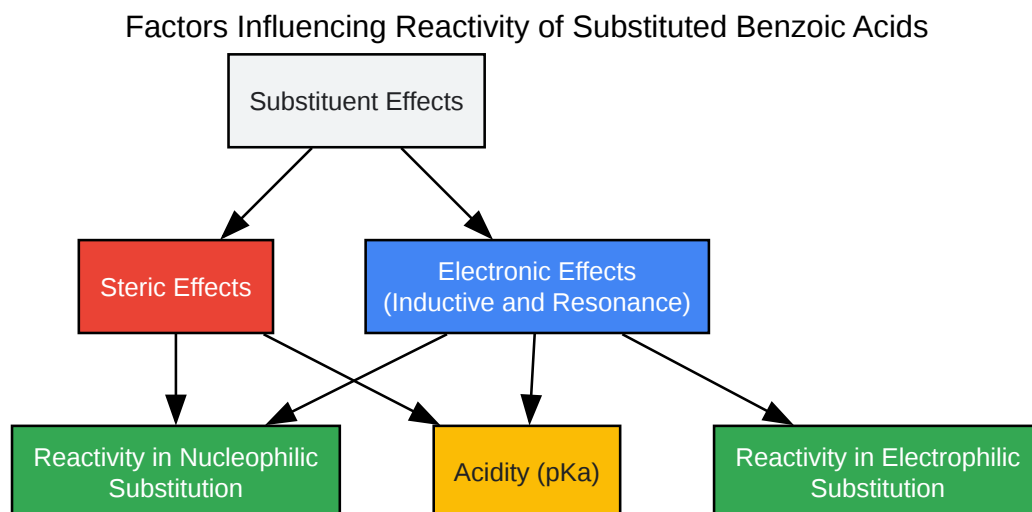 Factors Influencing Reactivity of Substituted Benzoic Acids
Substituent Effects
Steric Effects
Electronic Effects
(Inductive and Resonance)
Reactivity in Nucleophilic
Substitution
Acidity (pKa)
Reactivity in Electrophilic
Substitution